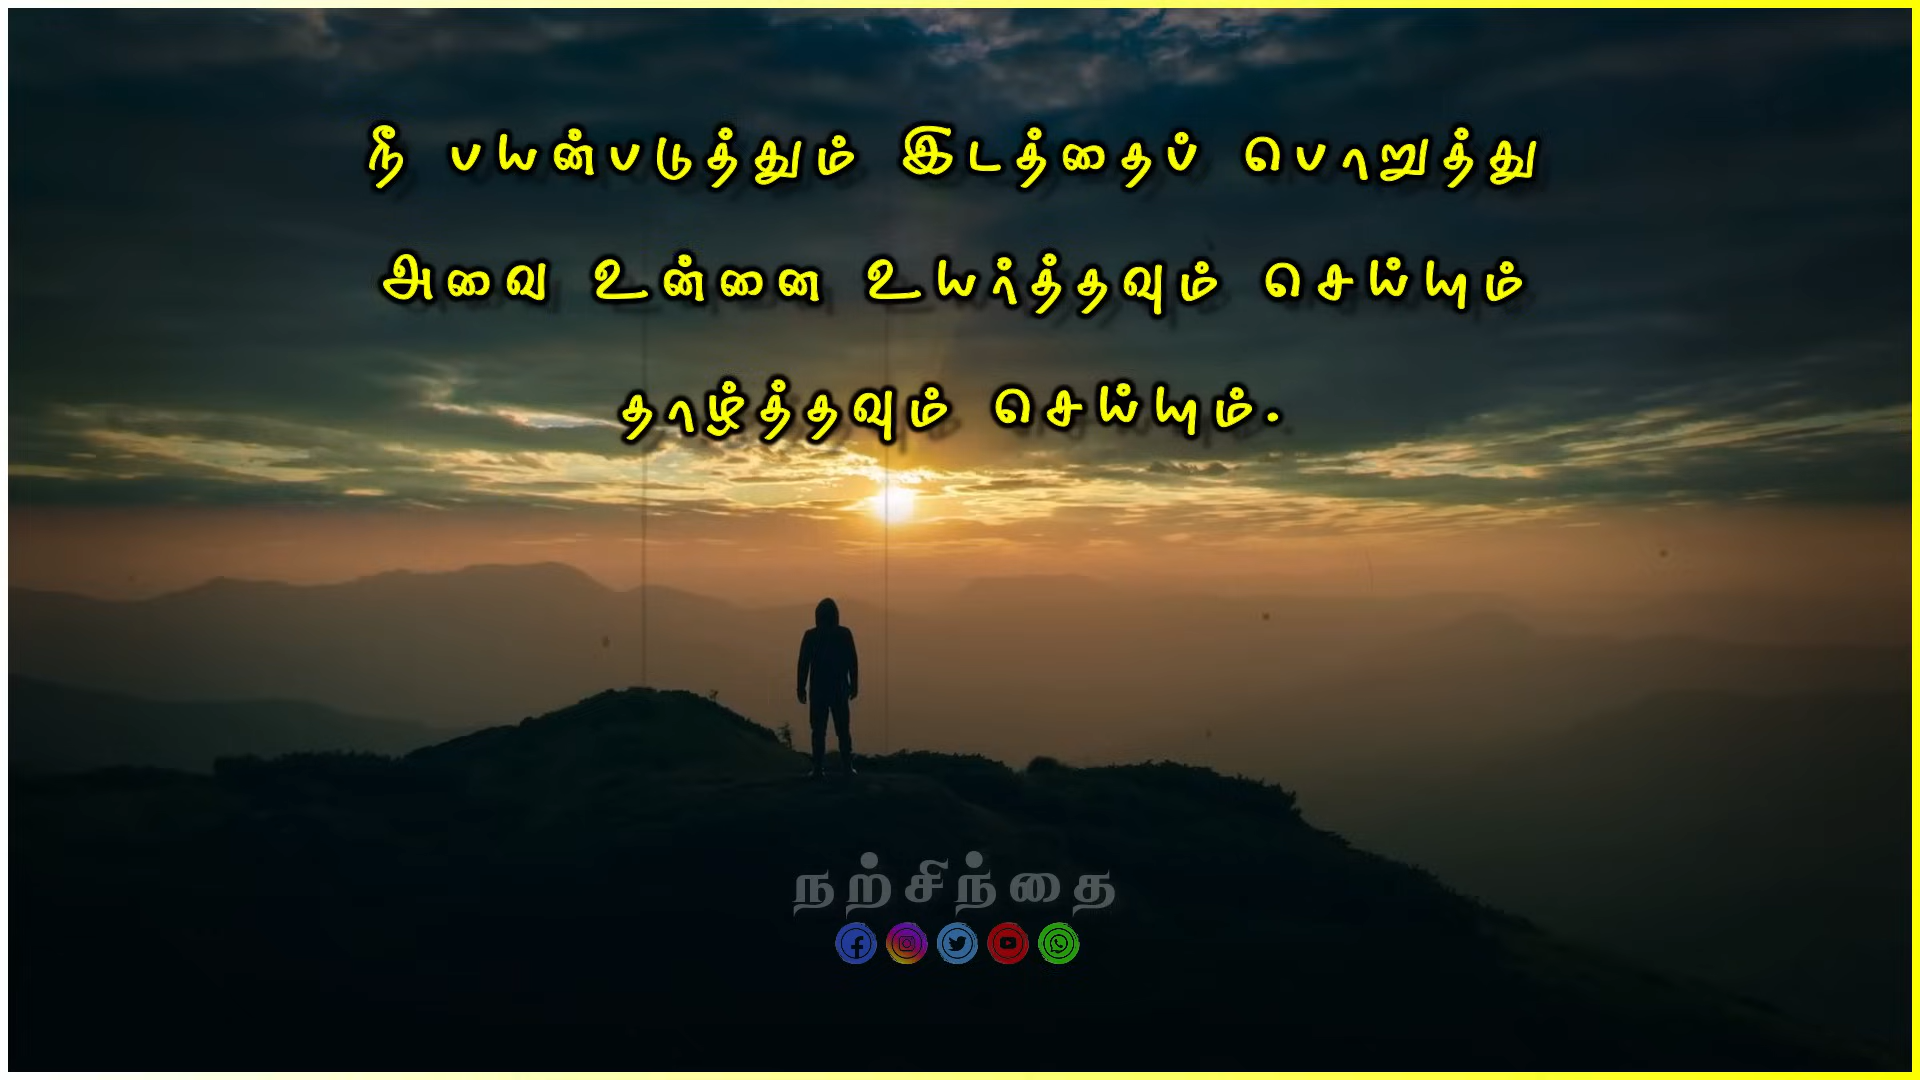 நீ பயன்படுத்தும் இடத்தைப் பொறுத்து
அவை உன்னை உயர்த்தவும் செய்யும்
தாழ்த்தவும் செய்யும்.
நற்சிந்தை